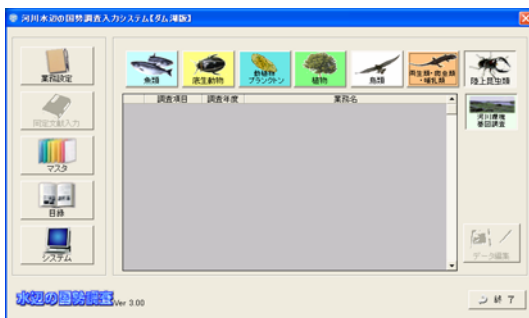 河川水辺の国勢調査入力システム【ダム湖版】
業務設定
同定文献入力
マスタ
目録
システム
魚類
底生動物
動植物
プランクトン
植物
鳥類
両生類・爬虫類
・哺乳類
陸上昆虫類
調査項目 調査年度 業務名
河川環境
基図調査
データ編集
水辺の国勢調査 Ver 3.00
終 了